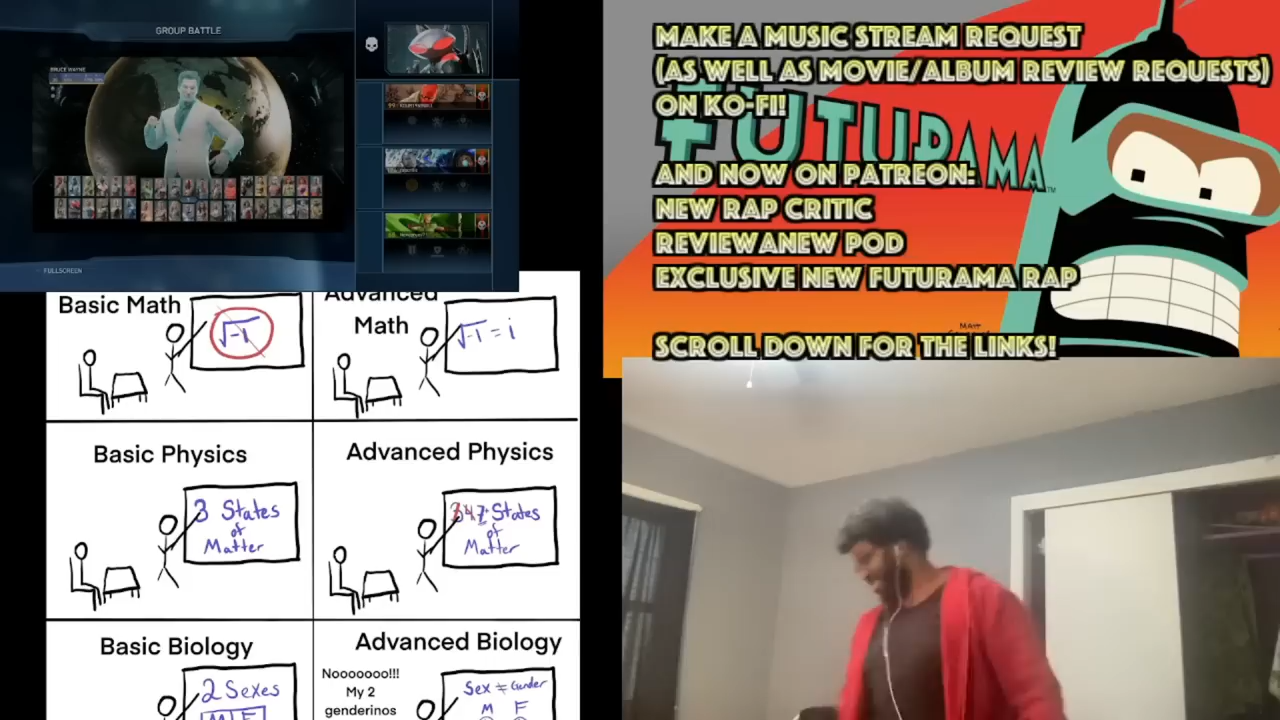 GROUP BATTLE
BRUCE WAYNE
FULLSCREEN
MAKE A MUSIC STREAM REQUEST
(AS WELL AS MOVIE/ALBUM REVIEW REQUESTS)
ON KO-FI!
FUTURAMA
TM
AND NOW ON PATREON:
NEW RAP CRITIC
REVIEWANEW POD
EXCLUSIVE NEW FUTURAMA RAP
MATT
SCROLL DOWN FOR THE LINKS!
Basic Math
√-1
Advanced
Math
√-1 = i
Basic Physics
3 States
of
Matter
Advanced Physics
States
of
Matter
Basic Biology
2 Sexes
M F
Advanced Biology
Nooooooo!!!
My 2
genderinos
Sex ≠ Gender
M F